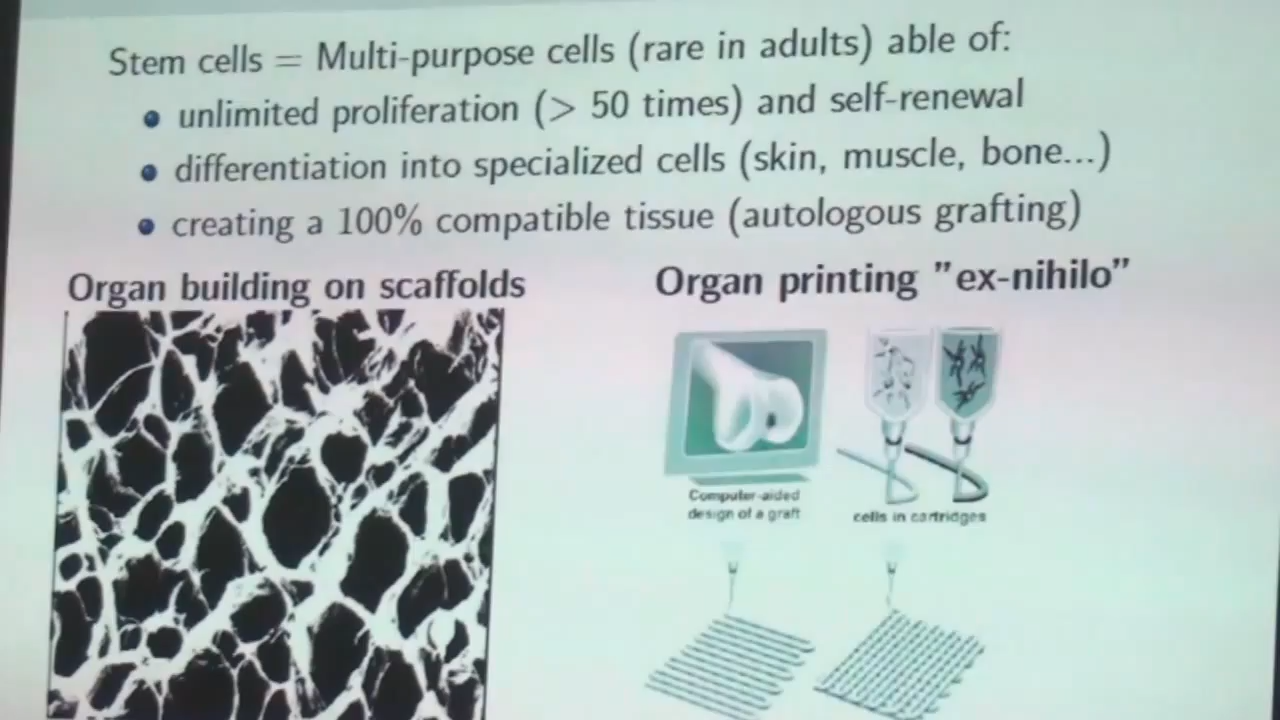 Stem cells = Multi-purpose cells (rare in adults) able of:
unlimited proliferation (> 50 times) and self-renewal
differentiation into specialized cells (skin, muscle, bone...)
creating a 100% compatible tissue (autologous grafting)
Organ building on scaffolds
Organ printing "ex-nihilo"
Computer-aided
design of a graft
cells in cartridges